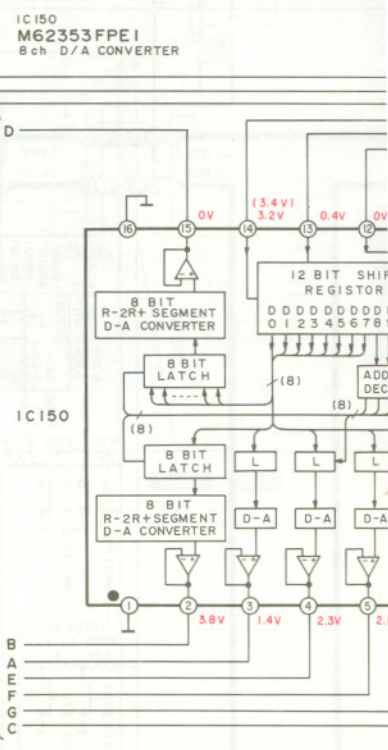 IC150
M62353FPE1
8ch D/A CONVERTER
D
(3.4V)
0V 3.2V 0.4V 0V
16 15 14 13 12
12 BIT SHIF
REGISTOR
8 BIT
R-2R+SEGMENT
D-A CONVERTER
D D D D D D D D D
0 1 2 3 4 5 6 7 8
8 BIT
LATCH
(8)
ADD
DEC
IC150
(8)
(8)
8 BIT
LATCH
L L L
8 BIT
R-2R+SEGMENT
D-A CONVERTER
D-A D-A D-A
- + - + - + - +
1 2 3 4 5
3.8V 1.4V 2.3V
B
A
E
F
G
C